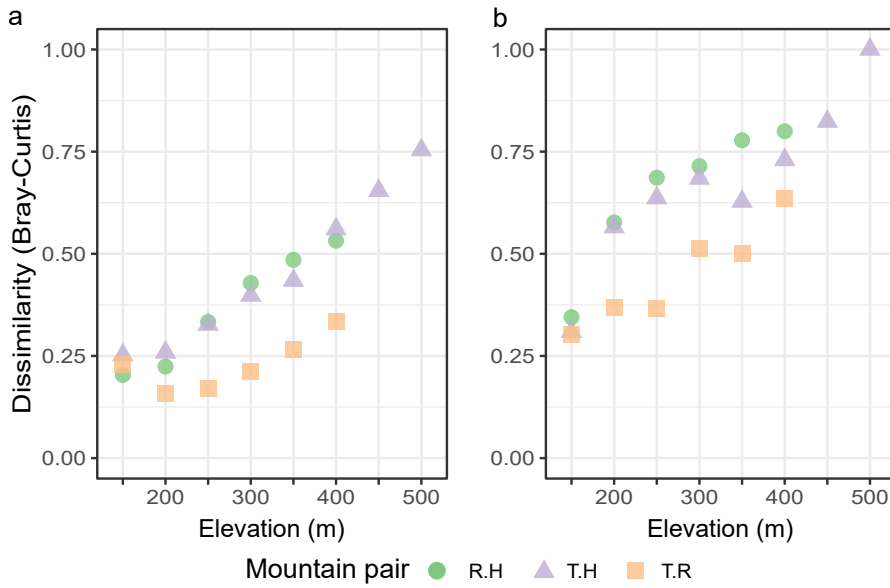 a
b
Dissimilarity (Bray-Curtis)
1.00
0.75
0.50
0.25
0.00
200 300 400 500
Elevation (m)
1.00
0.75
0.50
0.25
0.00
200 300 400 500
Elevation (m)
Mountain pair R.H T.H T.R